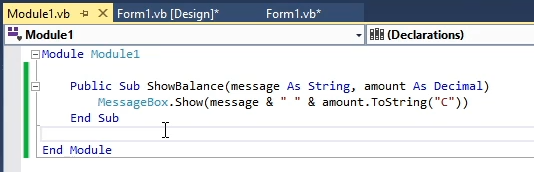 Module1.vb Form1.vb [Design]* Form1.vb*
Module1 (Declarations)
Module Module1
Public Sub ShowBalance(message As String, amount As Decimal)
MessageBox.Show(message & " " & amount.ToString("C"))
End Sub
End Module